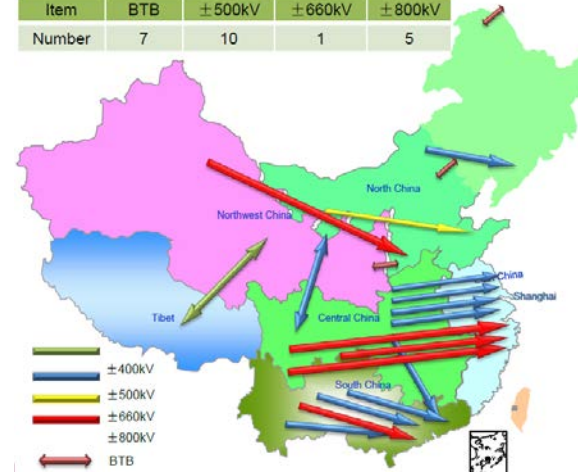 Item BTB ±500kV ±660kV ±800kV
Number 7 10 1 5
North China
Northwest China
China
Shanghai
Tibet
Central China
South China
±400kV
±500kV
±660kV
±800kV
BTB